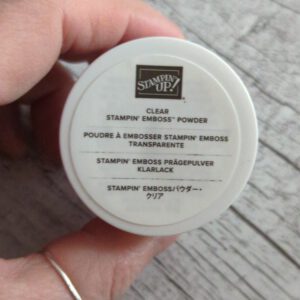 STAMPIN' UP!
CLEAR
STAMPIN' EMBOSS™ POWDER
POUDRE À EMBOSSER STAMPIN' EMBOSS
TRANSPARENTE
STAMPIN' EMBOSS PRÄGEPULVER
KLARLACK
STAMPIN' EMBOSSパウダー・
クリア